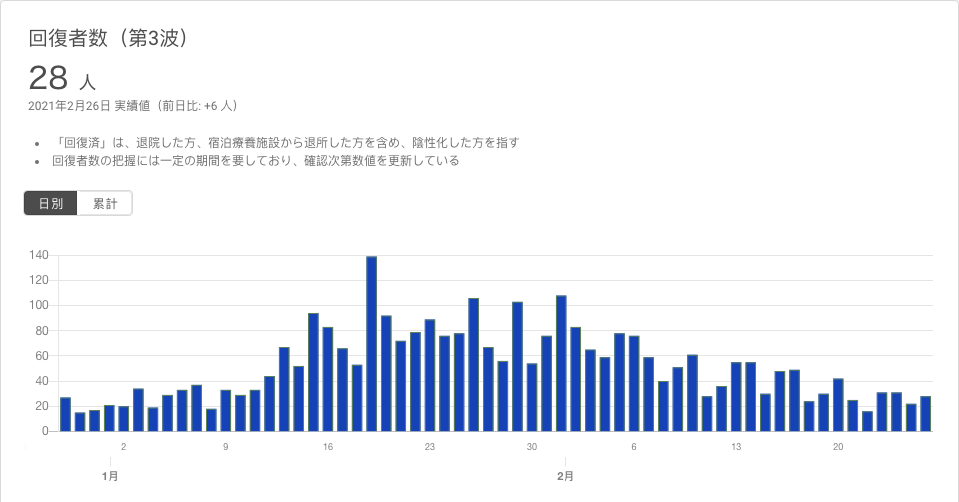 回復者数（第3波）
28 人
2021年2月26日 実績値（前日比: +6 人）
• 「回復済」は、退院した方、宿泊療養施設から退所した方を含め、陰性化した方を指す
• 回復者数の把握には一定の期間を要しており、確認次第数値を更新している
日別 累計
140
120
100
80
60
40
20
0
2 9 16 23 30 6 13 20
1月 2月